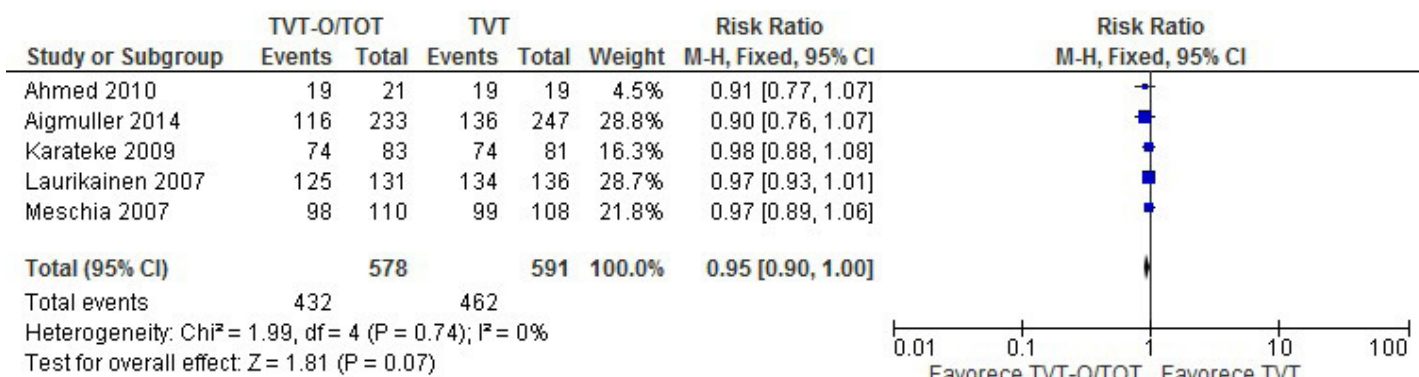 TVT-O/TOT TVT Risk Ratio Risk Ratio
Study or Subgroup Events Total Events Total Weight M-H, Fixed, 95% CI M-H, Fixed, 95% CI
Ahmed 2010 19 21 19 19 4.5% 0.91 [0.77, 1.07]
Aigmuller 2014 116 233 136 247 28.8% 0.90 [0.76, 1.07]
Karateke 2009 74 83 74 81 16.3% 0.98 [0.88, 1.08]
Laurikainen 2007 125 131 134 136 28.7% 0.97 [0.93, 1.01]
Meschia 2007 98 110 99 108 21.8% 0.97 [0.89, 1.06]
Total (95% CI) 578 591 100.0% 0.95 [0.90, 1.00]
Total events 432 462
Heterogeneity: Chi² = 1.99, df = 4 (P = 0.74); I² = 0%
Test for overall effect: Z = 1.81 (P = 0.07)
0.01 0.1 1 10 100
Favorece TVT-O/TOT Favorece TVT